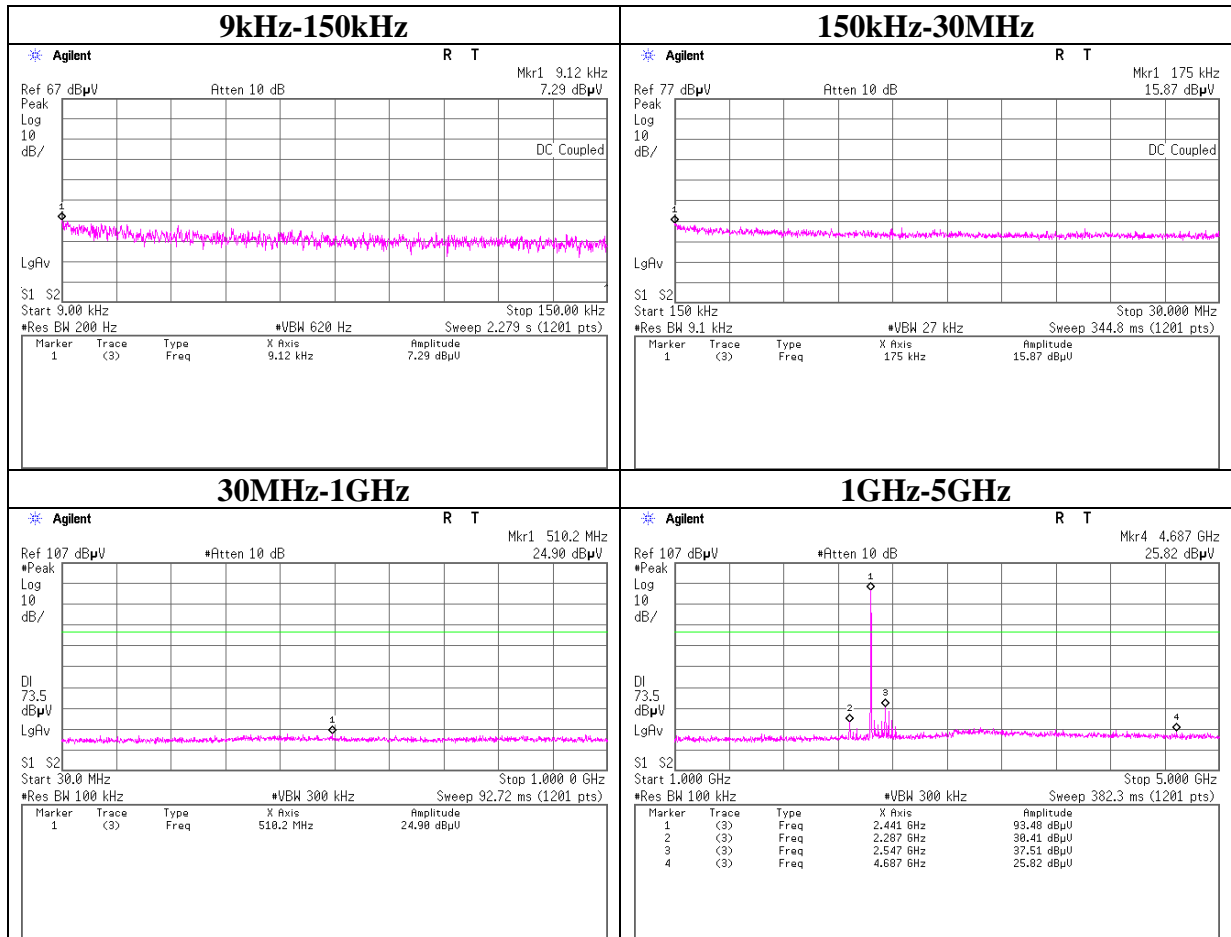 9kHz-150kHz
Agilent R T
Mkr1 9.12 kHz
Ref 67 dBµV Atten 10 dB 7.29 dBµV
Peak
Log
10
dB/
DC Coupled
1
LgAv
S1 S2
Start 9.00 kHz Stop 150.00 kHz
#Res BW 200 Hz #VBW 620 Hz Sweep 2.279 s (1201 pts)
Marker Trace Type X Axis Amplitude
1 (3) Freq 9.12 kHz 7.29 dBµV
150kHz-30MHz
Agilent R T
Mkr1 175 kHz
Ref 77 dBµV Atten 10 dB 15.87 dBµV
Peak
Log
10
dB/
DC Coupled
1
LgAv
S1 S2
Start 150 kHz Stop 30.000 MHz
#Res BW 9.1 kHz #VBW 27 kHz Sweep 344.8 ms (1201 pts)
Marker Trace Type X Axis Amplitude
1 (3) Freq 175 kHz 15.87 dBµV
30MHz-1GHz
Agilent R T
Mkr1 510.2 MHz
Ref 107 dBµV #Atten 10 dB 24.90 dBµV
#Peak
Log
10
dB/
DI
73.5
dBµV
1
LgAv
S1 S2
Start 30.0 MHz Stop 1.000 0 GHz
#Res BW 100 kHz #VBW 300 kHz Sweep 92.72 ms (1201 pts)
Marker Trace Type X Axis Amplitude
1 (3) Freq 510.2 MHz 24.90 dBµV
1GHz-5GHz
Agilent R T
Mkr4 4.687 GHz
Ref 107 dBµV #Atten 10 dB 25.82 dBµV
#Peak
1
Log
10
dB/
DI
73.5
3
dBµV
2
4
LgAv
S1 S2
Start 1.000 GHz Stop 5.000 GHz
#Res BW 100 kHz #VBW 300 kHz Sweep 382.3 ms (1201 pts)
Marker Trace Type X Axis Amplitude
1 (3) Freq 2.441 GHz 93.48 dBµV
2 (3) Freq 2.287 GHz 30.41 dBµV
3 (3) Freq 2.547 GHz 37.51 dBµV
4 (3) Freq 4.687 GHz 25.82 dBµV